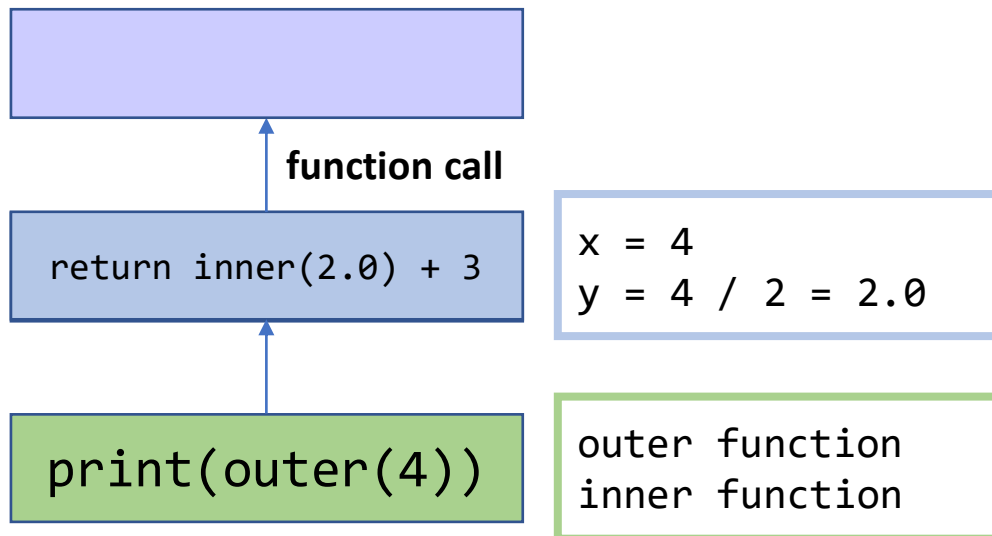 function call
return inner(2.0) + 3
x = 4
y = 4 / 2 = 2.0
print(outer(4))
outer function
inner function